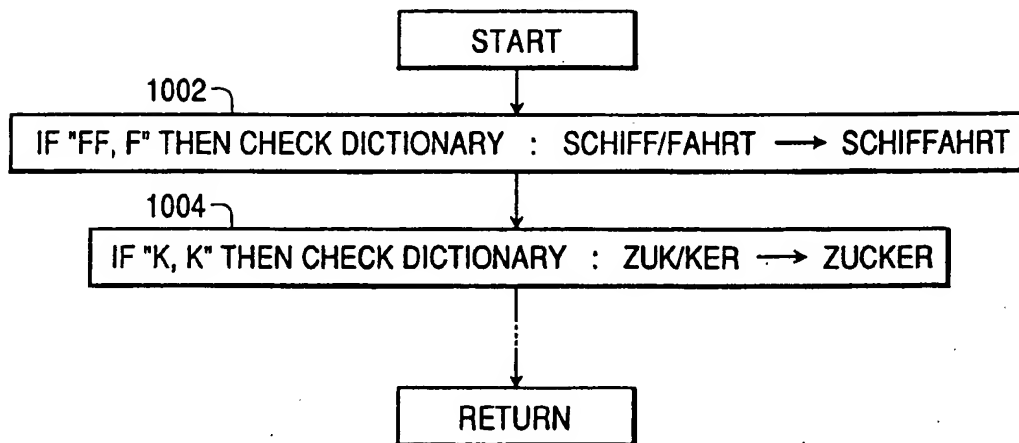 START
1002
IF "FF, F" THEN CHECK DICTIONARY : SCHIFF/FAHRT → SCHIFFAHRT
1004
IF "K, K" THEN CHECK DICTIONARY : ZUK/KER → ZUCKER
RETURN